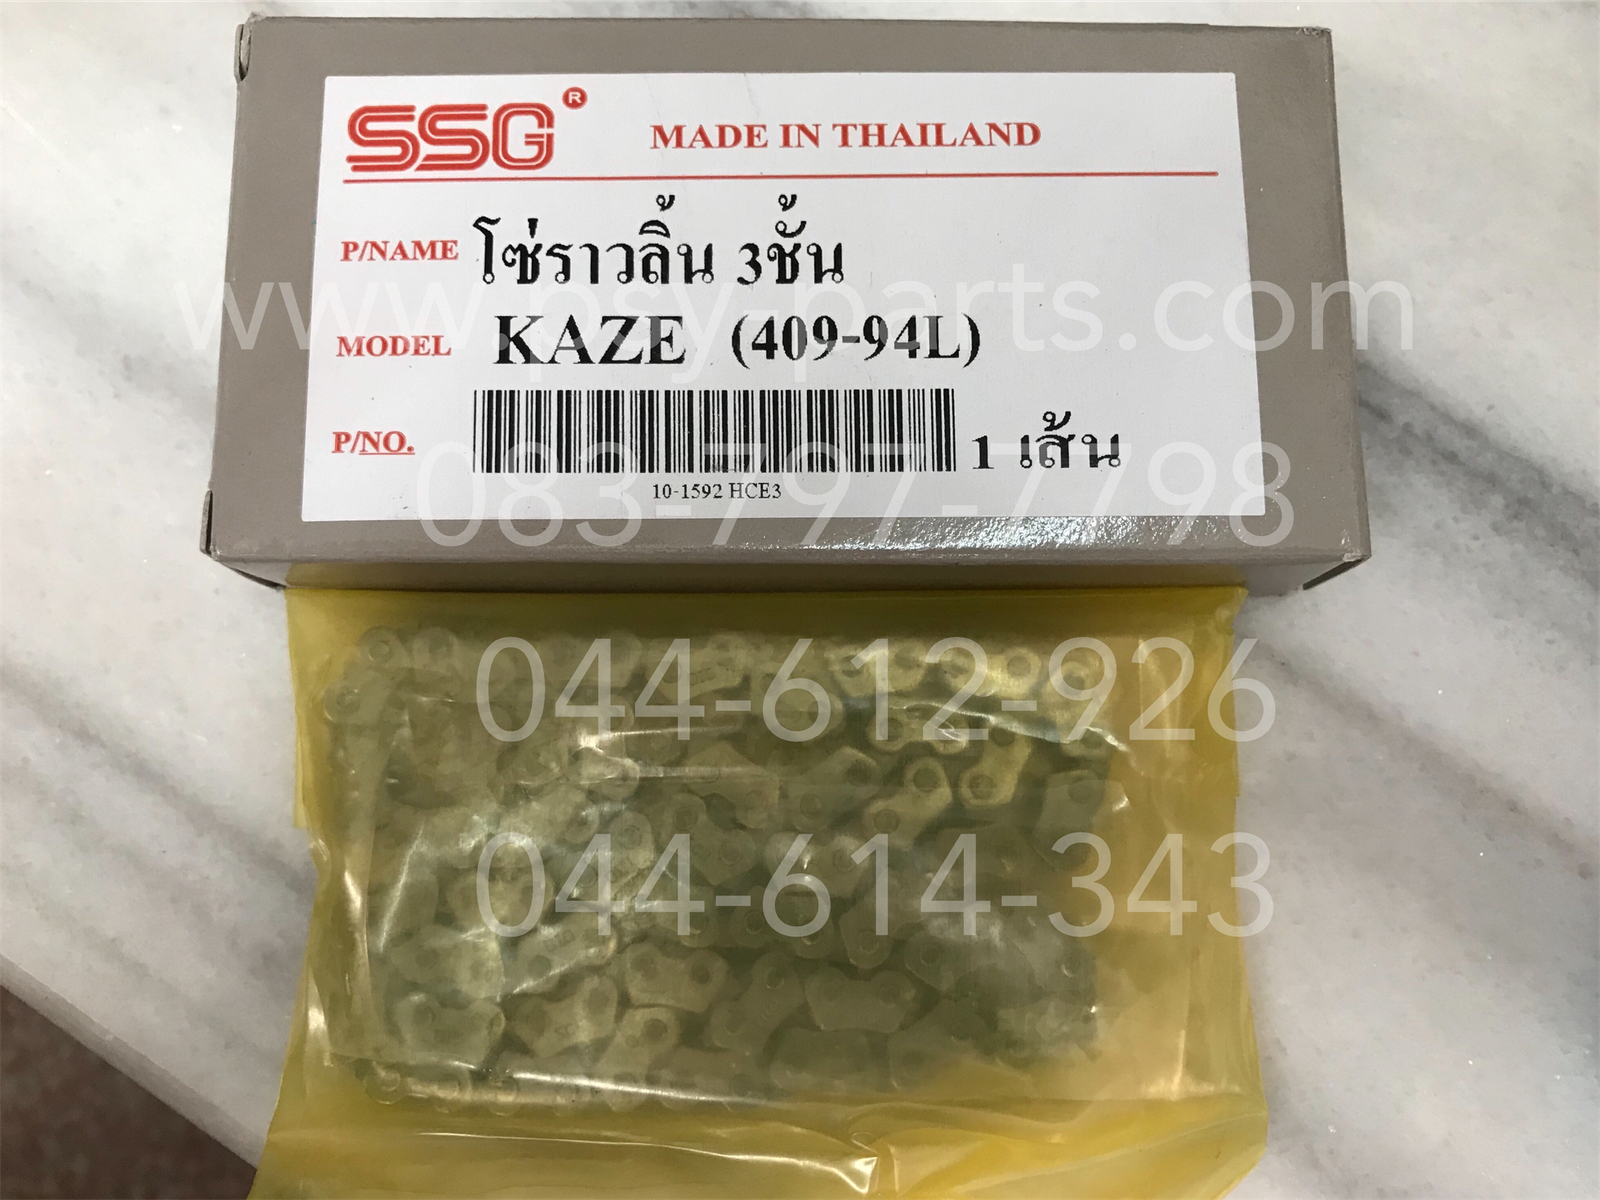 SSG®
MADE IN THAILAND
P/NAME โซ่ราวลิ้น 3ชั้น
www.psy-parts.com
MODEL KAZE (409-94L)
P/NO. 1 เส้น
10-1592 HCE3
083-797-7798
044-612-926
044-614-343